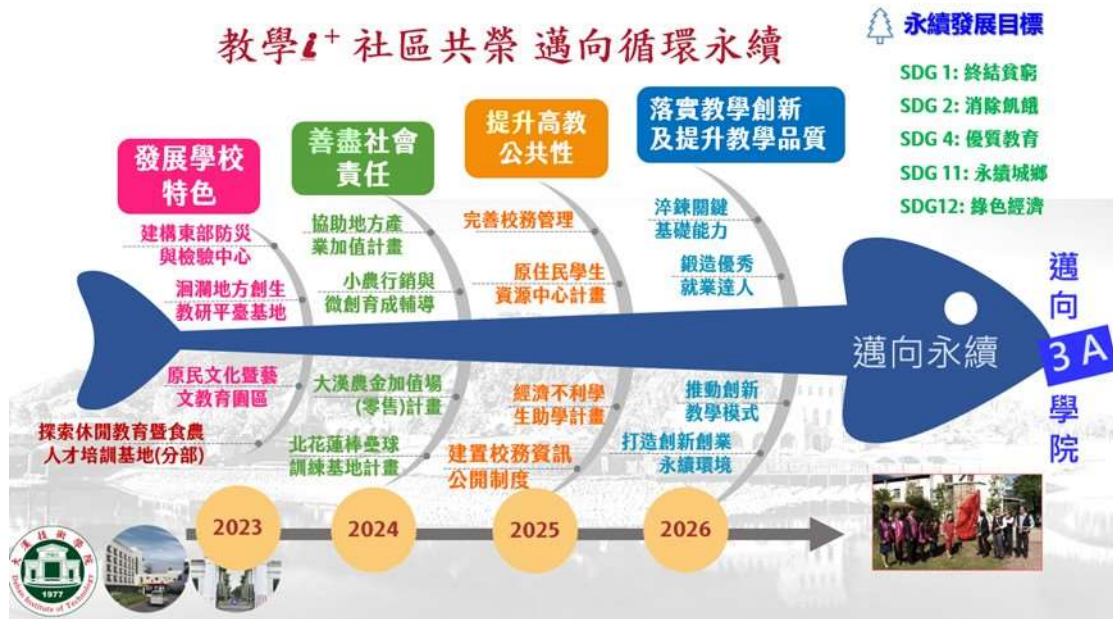 教學i+ 社區共榮 邁向循環永續
永續發展目標
SDG 1: 終結貧窮
SDG 2: 消除飢餓
SDG 4: 優質教育
SDG 11: 永續城鄉
SDG12: 綠色經濟
發展學校
特色
建構東部防災
與檢驗中心
洄瀾地方創生
教研平臺基地
原民文化暨藝
文教育園區
探索休閒教育暨食農
人才培訓基地(分部)
善盡社會
責任
協助地方產
業加值計畫
小農行銷與
微創育成輔導
大漢農金加值場
(零售)計畫
北花蓮棒壘球
訓練基地計畫
提升高教
公共性
完善校務管理
原住民學生
資源中心計畫
經濟不利學
生助學計畫
建置校務資訊
公開制度
落實教學創新
及提升教學品質
淬鍊關鍵
基礎能力
鍛造優秀
就業達人
推動創新
教學模式
打造創新創業
永續環境
邁向永續
邁向
3 A
學院
2023
2024
2025
2026
大漢技術學院
1977
Dahan Institute of Technology